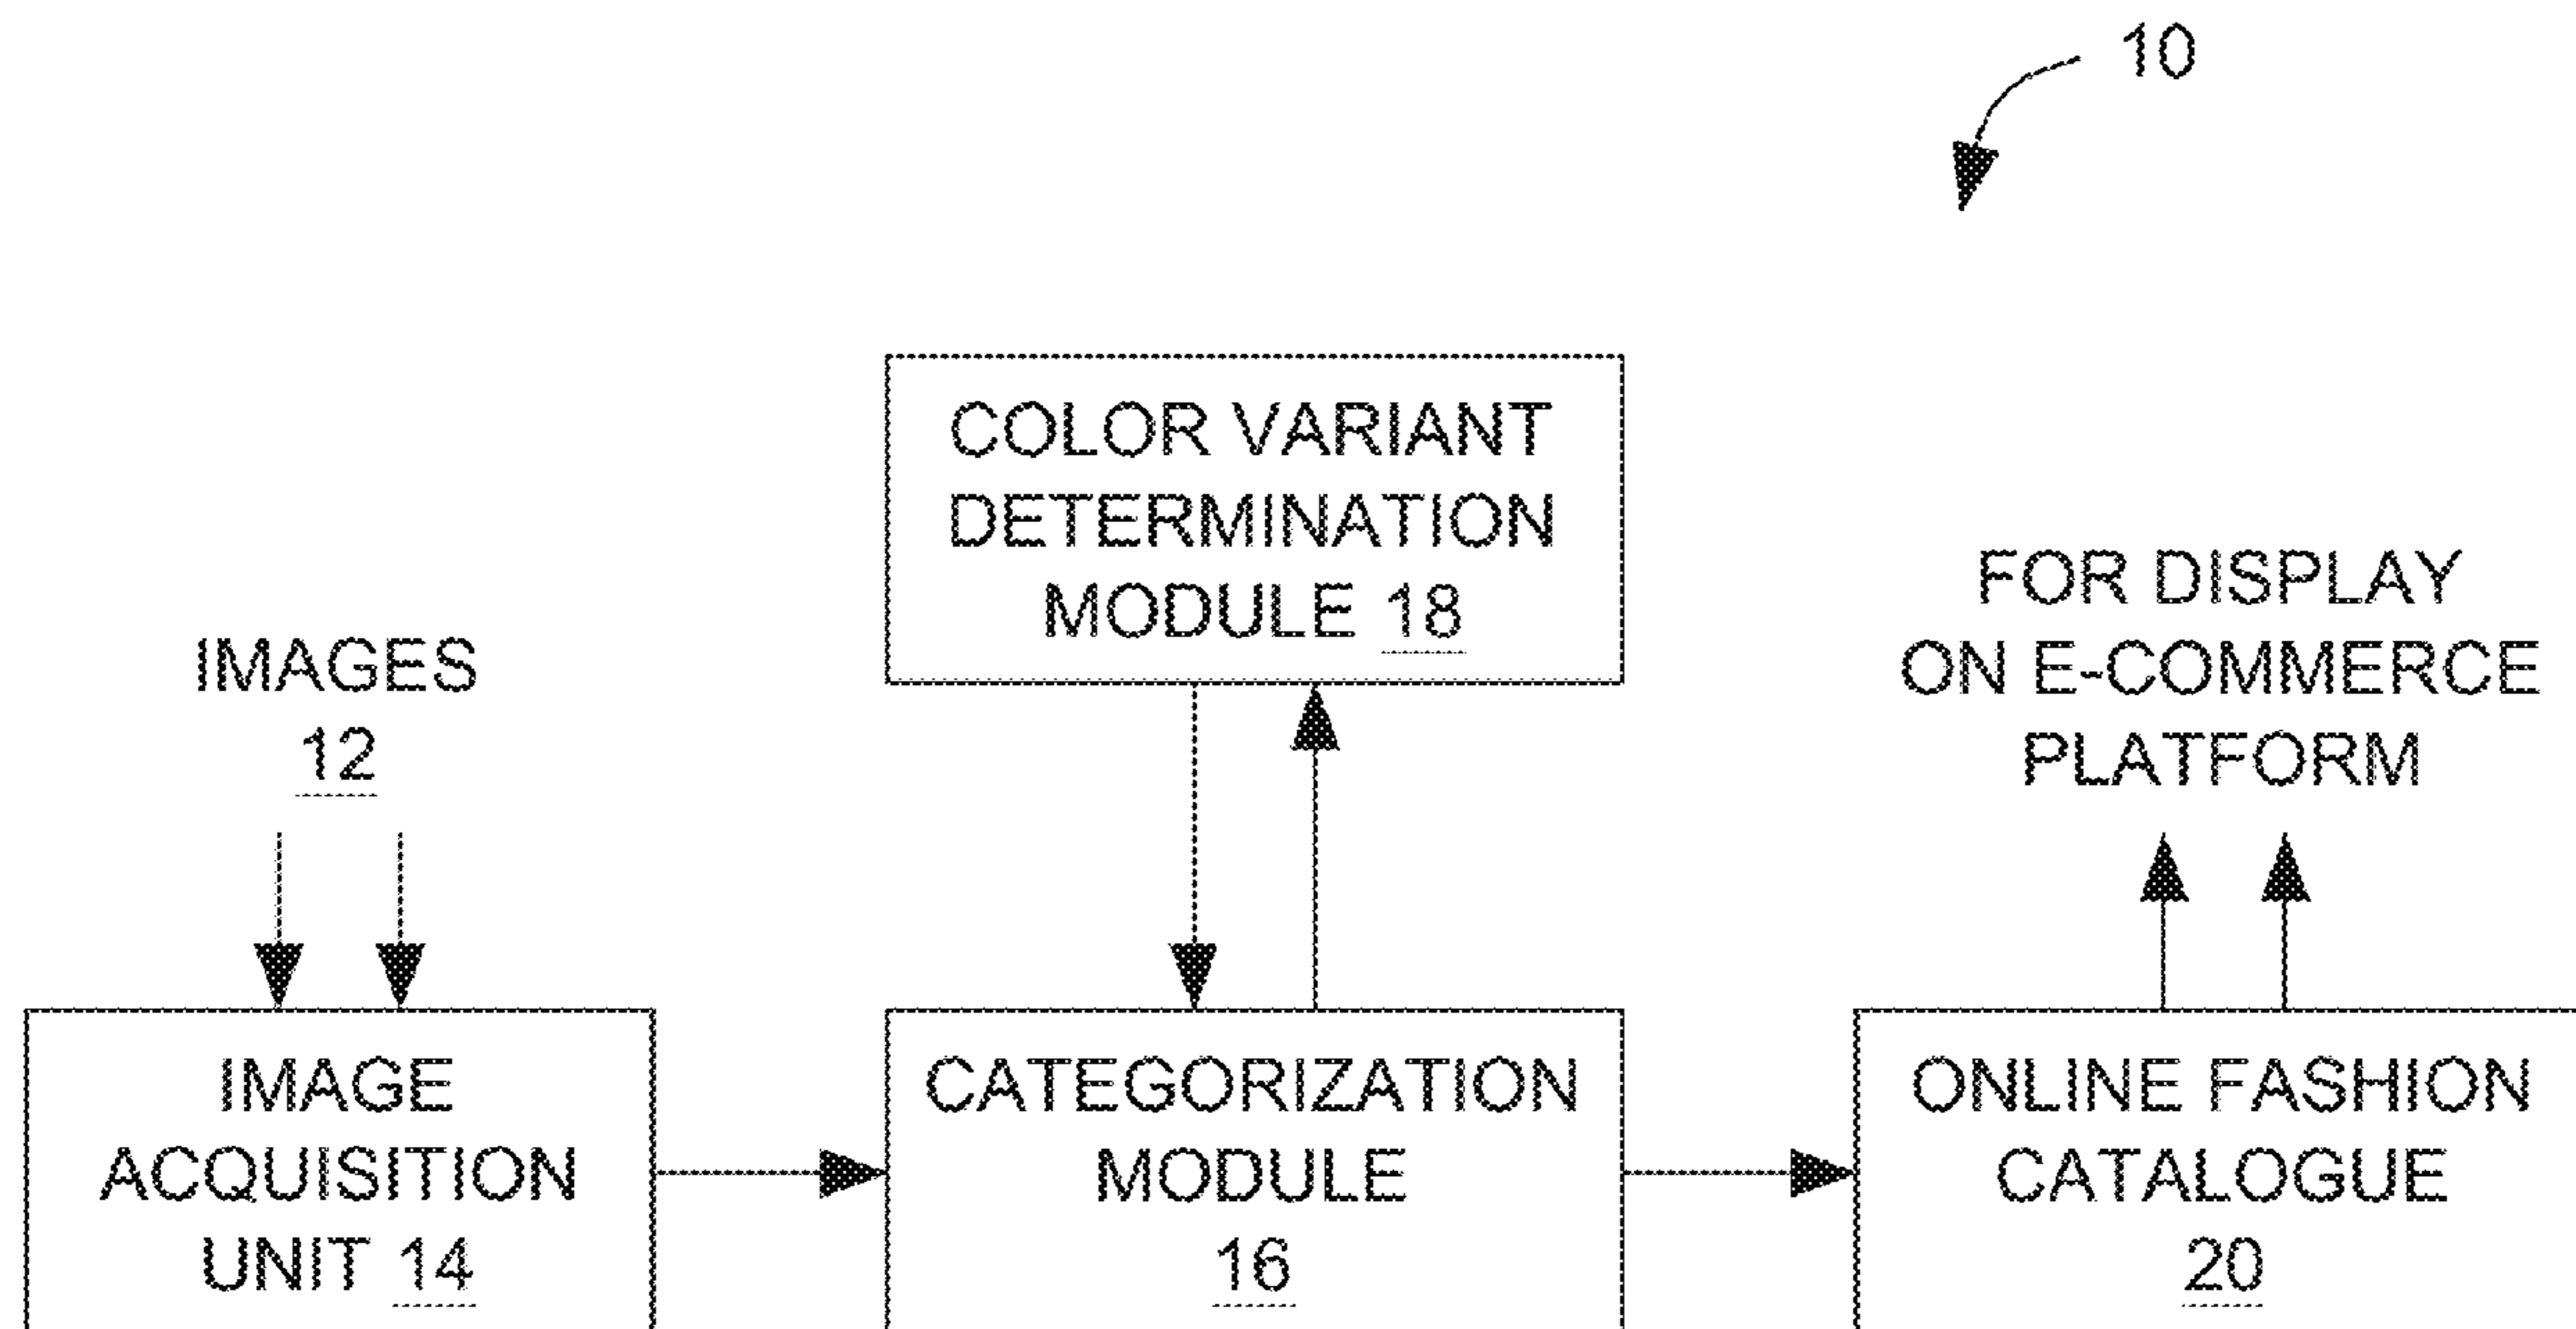 10
COLOR VARIANT
DETERMINATION
MODULE 18
IMAGES
12
FOR DISPLAY
ON E-COMMERCE
PLATFORM
IMAGE
ACQUISITION
UNIT 14
CATEGORIZATION
MODULE
16
ONLINE FASHION
CATALOGUE
20